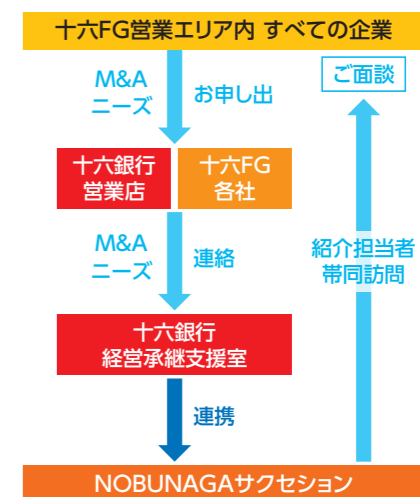 十六FG営業エリア内 すべての企業
M&A
ニーズ
お申し出
ご面談
十六銀行
営業店
十六FG
各社
M&A
ニーズ
連絡
紹介担当者
帯同訪問
十六銀行
経営承継支援室
連携
NOBUNAGAサクセション